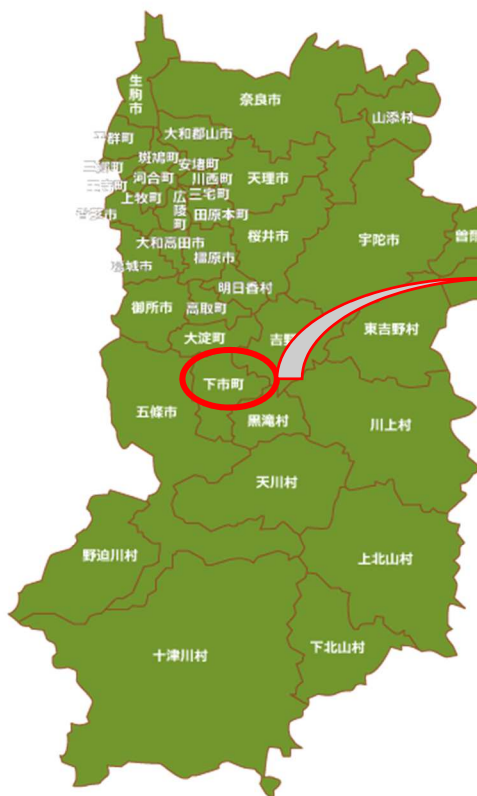 生駒市
奈良市
山添村
平群町
大和郡山市
斑鳩町
安堵町
三郷町
河合町
川西町
天理市
王寺町
三宅町
上牧町
広陵町
香芝市
田原本町
桜井市
宇陀市
曽爾
大和高田市
橿原市
葛城市
明日香村
御所市
高取町
大淀町
吉野
東吉野村
下市町
五條市
黒滝村
川上村
天川村
野迫川村
上北山村
十津川村
下北山村